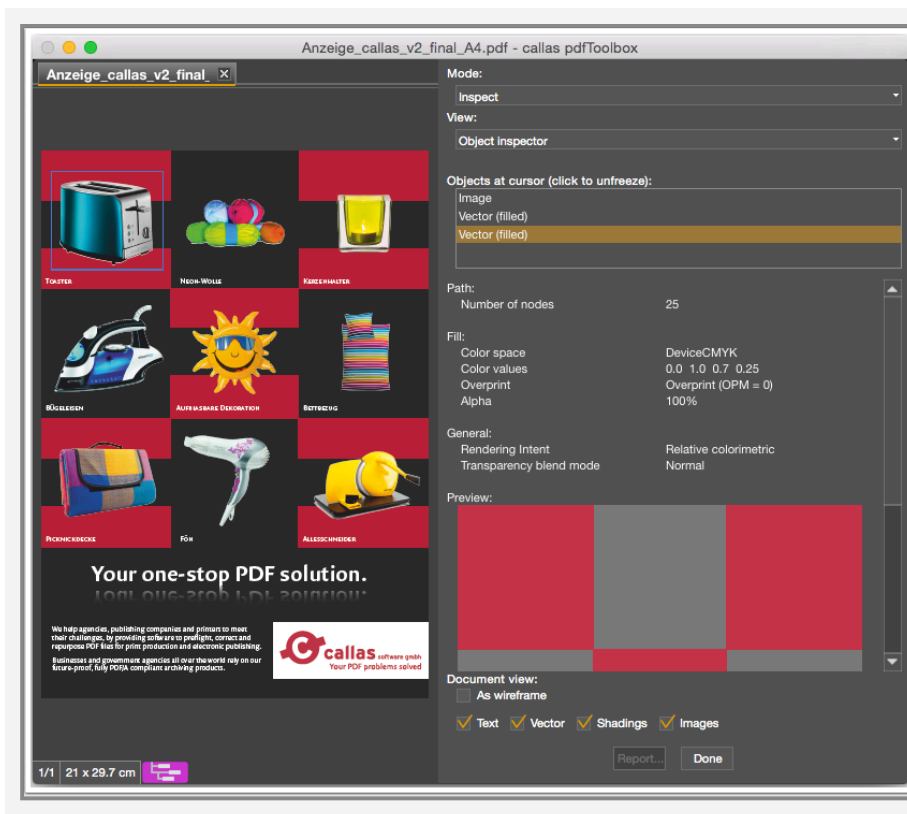 Anzeige_callas_v2_final_A4.pdf - callas pdfToolbox
Anzeige_callas_v2_final_
Mode:
Inspect
View:
Object inspector
Objects at cursor (click to unfreeze):
Image
Vector (filled)
Vector (filled)
Path:
Number of nodes 25
Fill:
Color space DeviceCMYK
Color values 0.0 1.0 0.7 0.25
Overprint Overprint (OPM = 0)
Alpha 100%
General:
Rendering Intent Relative colorimetric
Transparency blend mode Normal
Preview:
Document view:
As wireframe
Text Vector Shadings Images
Report... Done
Toaster Neon-Wolle Kerzenhalter
Bügeleisen Aufblasbare Dekoration Bettbezug
Picknickdecke Fön Allesschneider
Your one-stop PDF solution.
We help agencies, publishing companies and printers to meet
their challenges, by providing software to preflight, correct and
repurpose PDF files for print production and electronic publishing.
Businesses and government agencies all over the world rely on our
future-proof, fully PDF/A compliant archiving products.
callas software gmbh
Your PDF problems solved
1/1 21 x 29.7 cm